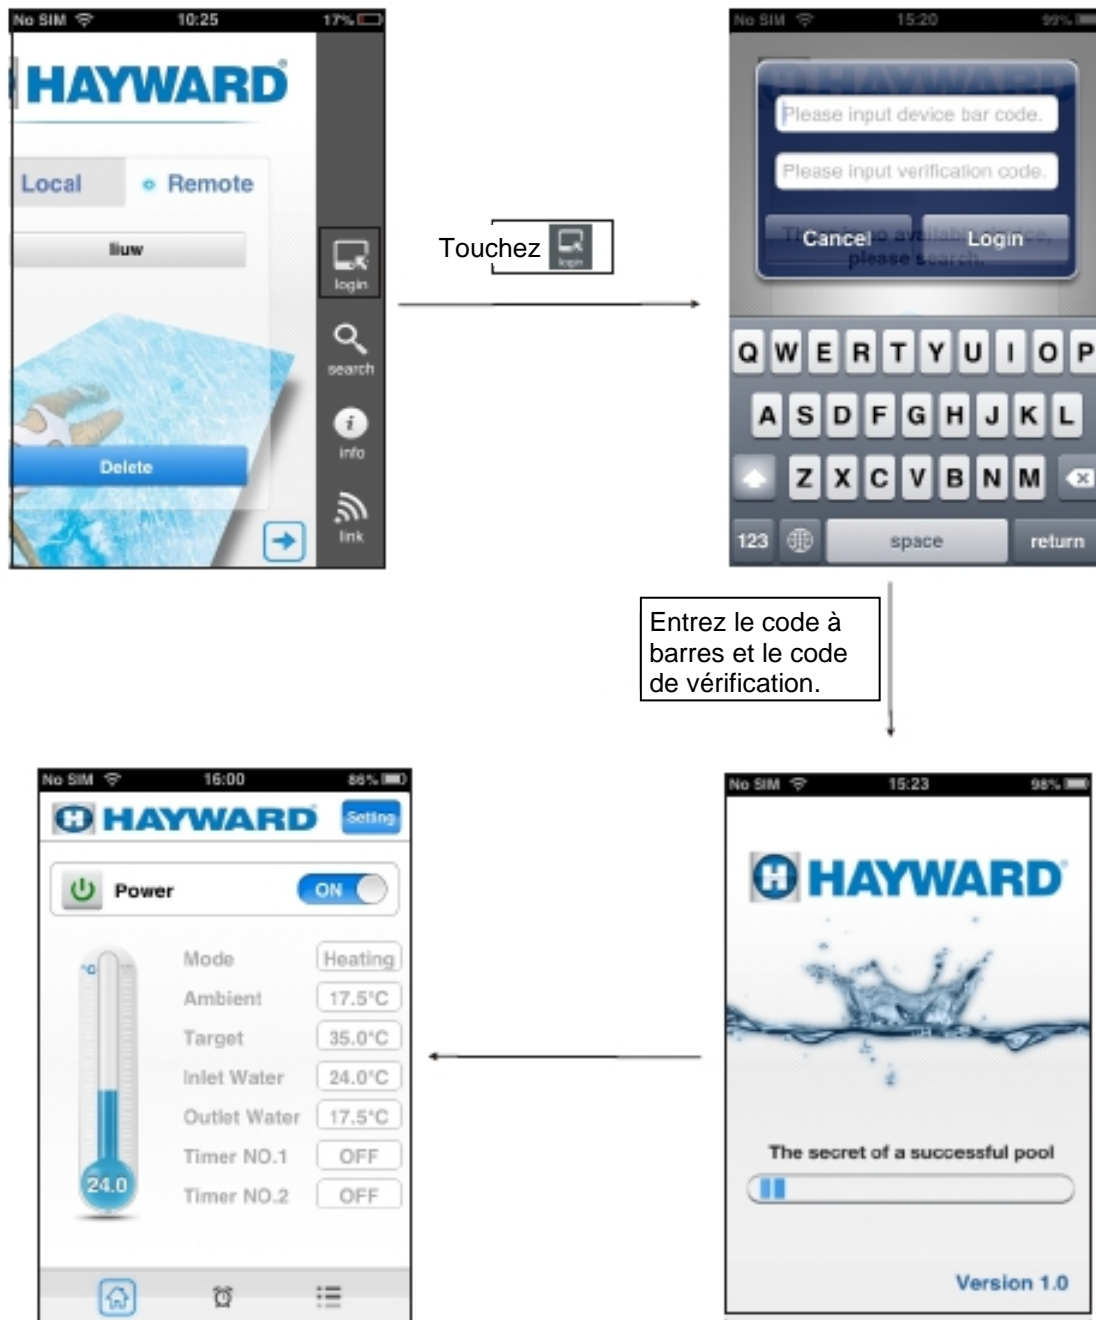 No SIM 10:25 17%
HAYWARD
Local Remote
liuw
Delete
login
search
info
link
Touchez login
No SIM 15:20 99%
HAYWARD
Please input device bar code.
Please input verification code.
Cancel Login
please search.
Q W E R T Y U I O P
A S D F G H J K L
Z X C V B N M
123 space return
Entrez le code à
barres et le code
de vérification.
No SIM 16:00 86%
H HAYWARD Setting
Power ON
°C
Mode Heating
Ambient 17.5°C
Target 35.0°C
Inlet Water 24.0°C
Outlet Water 17.5°C
Timer NO.1 OFF
24.0
Timer NO.2 OFF
No SIM 15:23 98%
H HAYWARD
The secret of a successful pool
Version 1.0